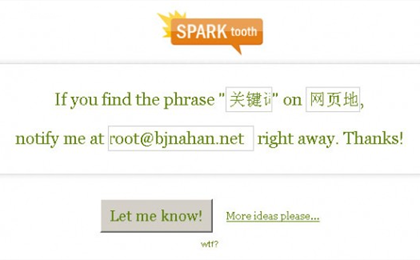 SPARK tooth
If you find the phrase "关键词" on 网页地,
notify me at root@bjnahan.net right away. Thanks!
Let me know! More ideas please...
wtf?